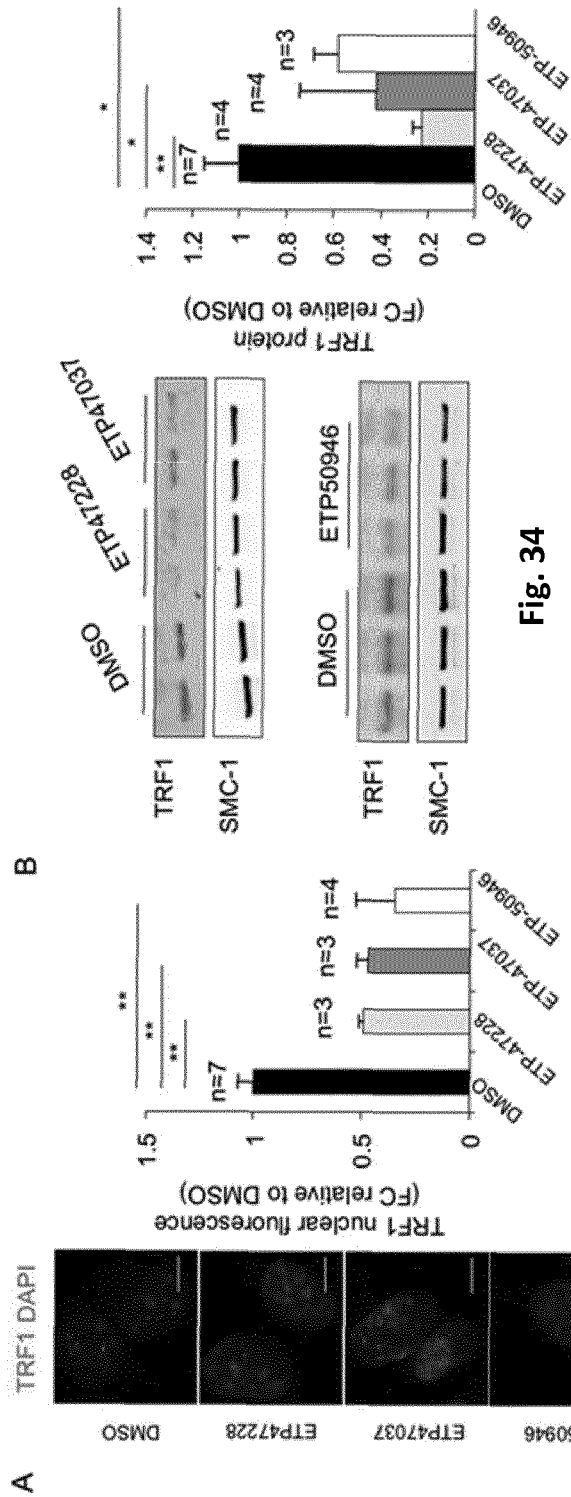 A
TRF1 DAPI
DMSO
ETP47228
ETP47037
50946
TRF1 nuclear fluorescence
(FC relative to DMSO)
1.5
1
0.5
0
**
**
**
n=7
n=3
n=3
n=4
DMSO
ETP-47228
ETP-47037
ETP-50946
B
DMSO
ETP47228
ETP47037
TRF1
SMC-1
DMSO
ETP50946
TRF1
SMC-1
TRF1 protein
(FC relative to DMSO)
1.4
1.2
1
0.8
0.6
0.4
0.2
0
*
*
**
n=7
n=4
n=4
n=3
DMSO
ETP-47228
ETP-47037
ETP-50946
Fig. 34